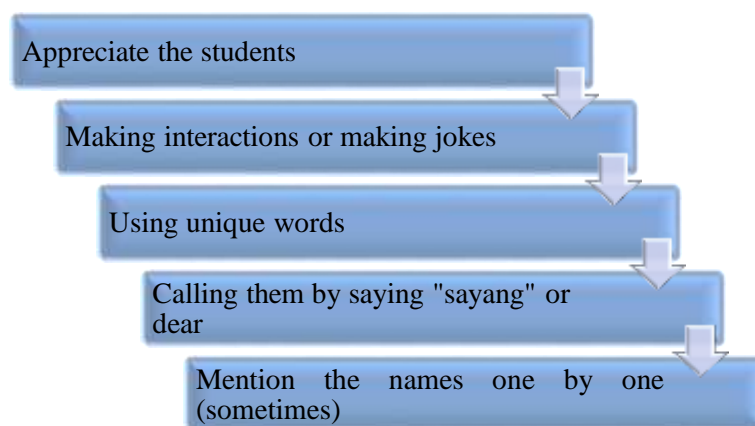 Appreciate the students
Making interactions or making jokes
Using unique words
Calling them by saying "sayang" or
dear
Mention the names one by one
(sometimes)